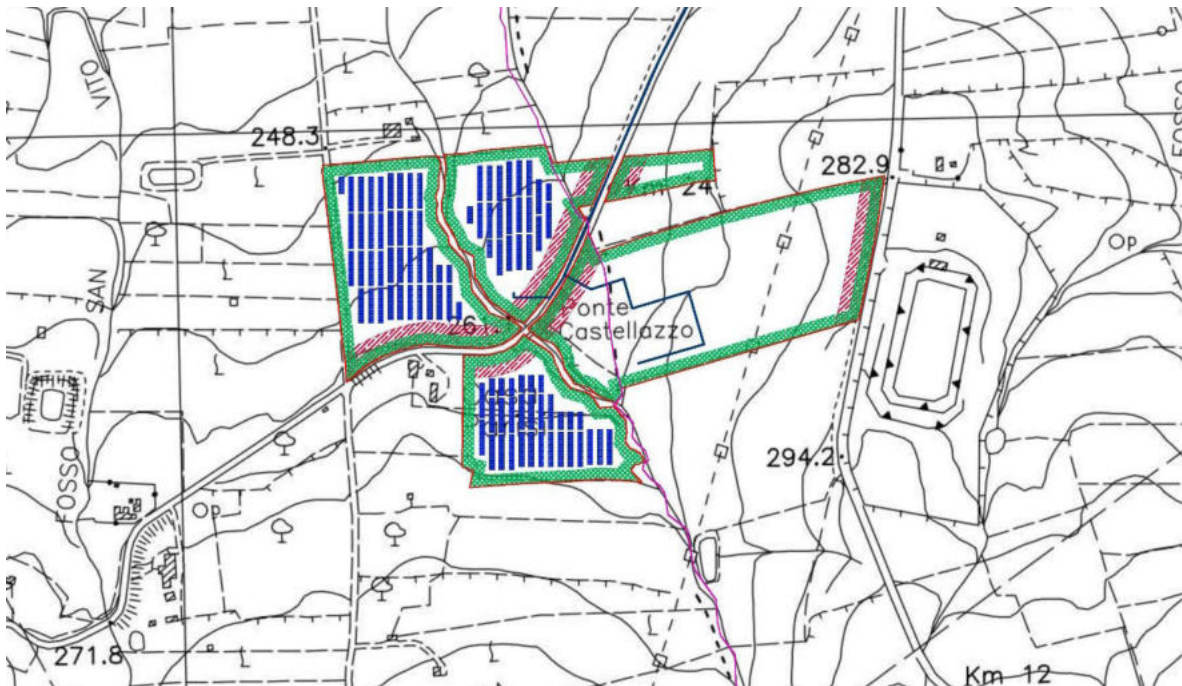 VITO
248.3
FOSSO
282.9
24
Op
SAN
Ponte
26
Castellazzo
Casa
294.2
FOSSO
Op
271.8
Km 12